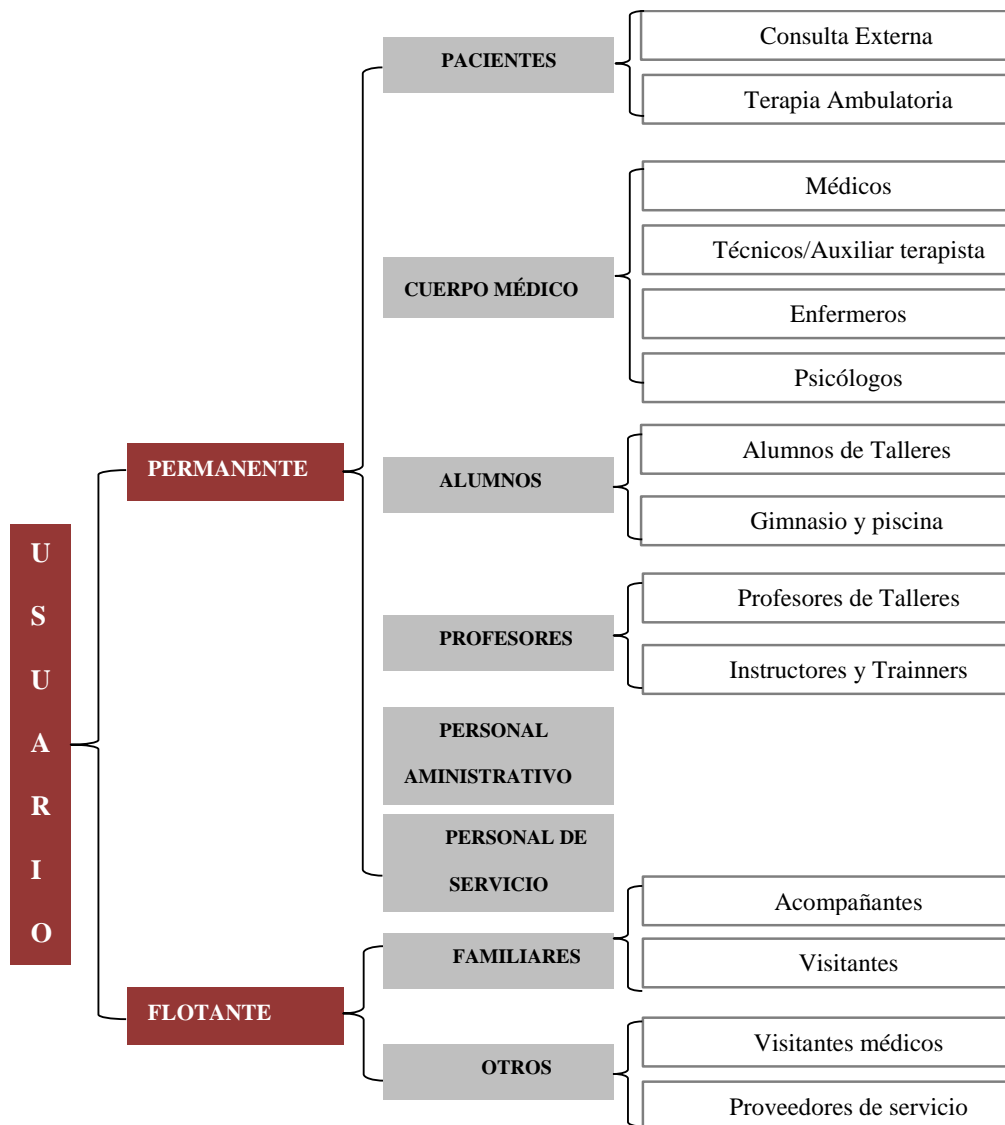 USUARIO
PERMANENTE
PACIENTES
Consulta Externa
Terapia Ambulatoria
CUERPO MÉDICO
Médicos
Técnicos/Auxiliar terapista
Enfermeros
Psicólogos
ALUMNOS
Alumnos de Talleres
Gimnasio y piscina
PROFESORES
Profesores de Talleres
Instructores y Trainners
PERSONAL
AMINISTRATIVO
PERSONAL DE
SERVICIO
FLOTANTE
FAMILIARES
Acompañantes
Visitantes
OTROS
Visitantes médicos
Proveedores de servicio